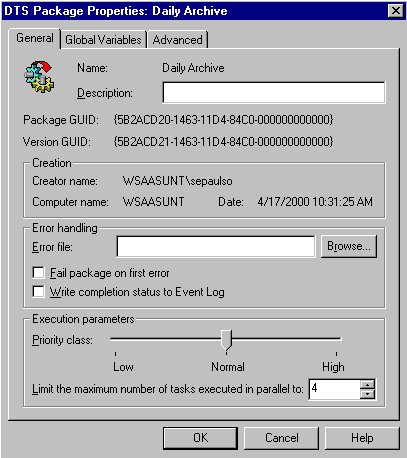 DTS Package Properties: Daily Archive
General Global Variables Advanced
Name: Daily Archive
Description:
Package GUID: {5B2ACD20-1463-11D4-84C0-000000000000}
Version GUID: {5B2ACD21-1463-11D4-84C0-000000000000}
Creation
Creator name: WSAASUNT\sepaulso
Computer name: WSAASUNT Date: 4/17/2000 10:31:25 AM
Error handling
Error file: Browse...
Fail package on first error
Write completion status to Event Log
Execution parameters
Priority class:
Low Normal High
Limit the maximum number of tasks executed in parallel to: 4
OK Cancel Help